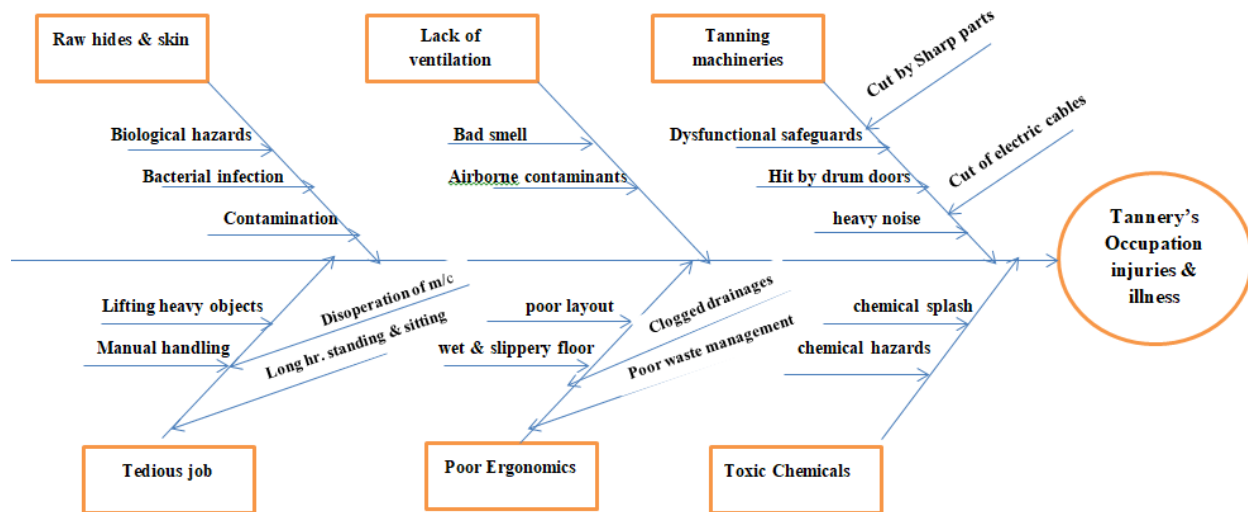 Raw hides & skin
Lack of
ventilation
Tanning
machineries
Cut by Sharp parts
Biological hazards
Bacterial infection
Contamination
Bad smell
Airborne contaminants
Dysfunctional safeguards
Hit by drum doors
heavy noise
Cut of electric cables
Tannery's
Occupation
injuries &
illness
Lifting heavy objects
Manual handling
Disoperation of m/c
Long hr. standing & sitting
poor layout
wet & slippery floor
Clogged drainages
Poor waste management
chemical splash
chemical hazards
Tedious job
Poor Ergonomics
Toxic Chemicals